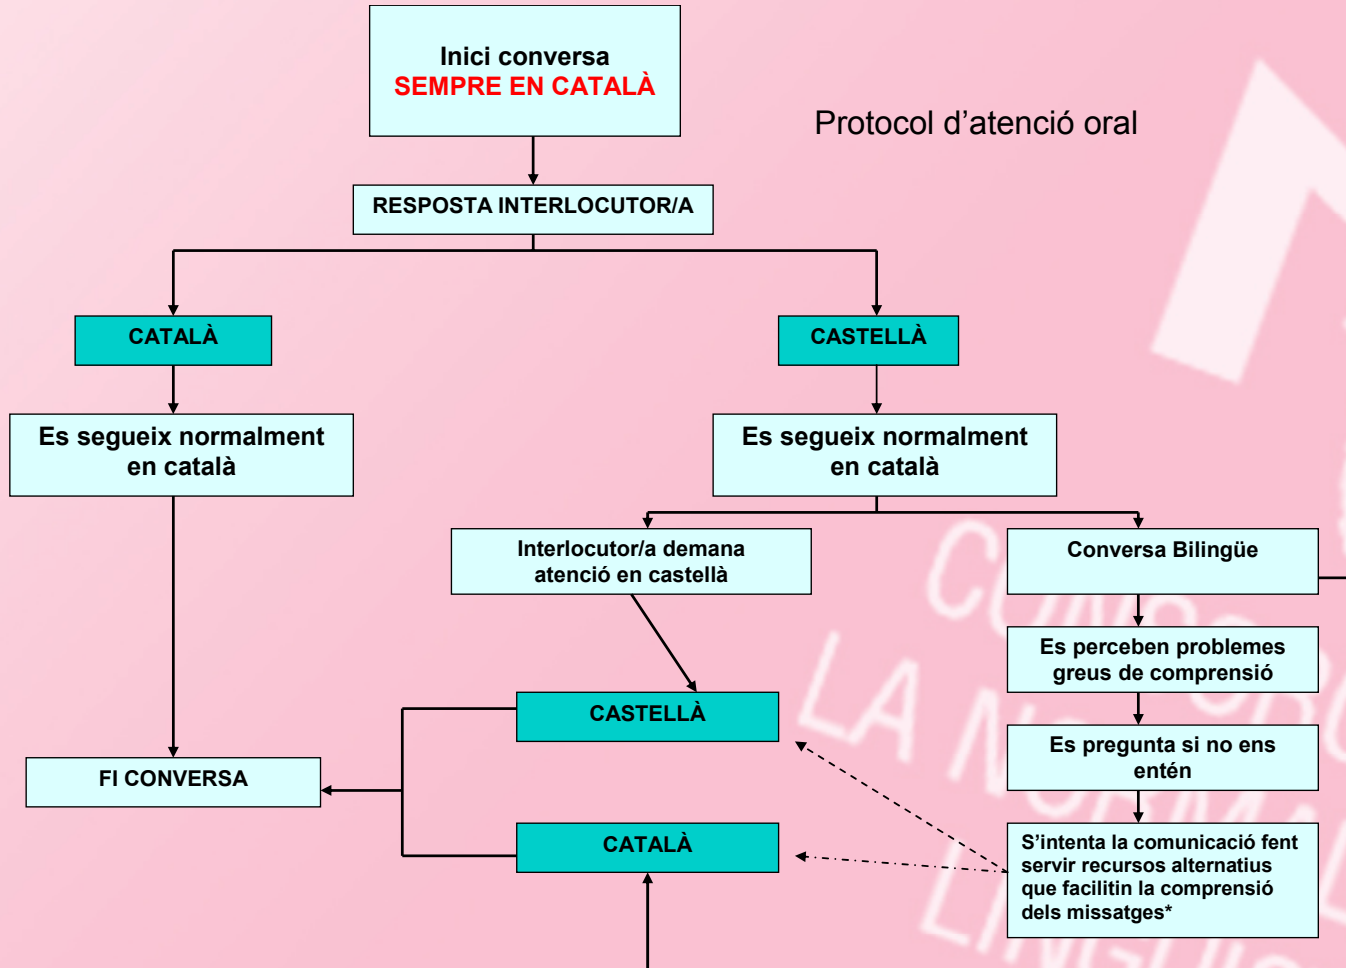 Inici conversa
SEMPRE EN CATALÀ
Protocol d’atenció oral
RESPOSTA INTERLOCUTOR/A
CATALÀ
CASTELLÀ
Es segueix normalment
en català
Es segueix normalment
en català
Interlocutor/a demana
atenció en castellà
Conversa Bilingüe
Es perceben problemes
greus de comprensió
CASTELLÀ
Es pregunta si no ens
entén
FI CONVERSA
CATALÀ
S’intenta la comunicació fent
servir recursos alternatius
que facilitin la comprensió
dels missatges*
LA